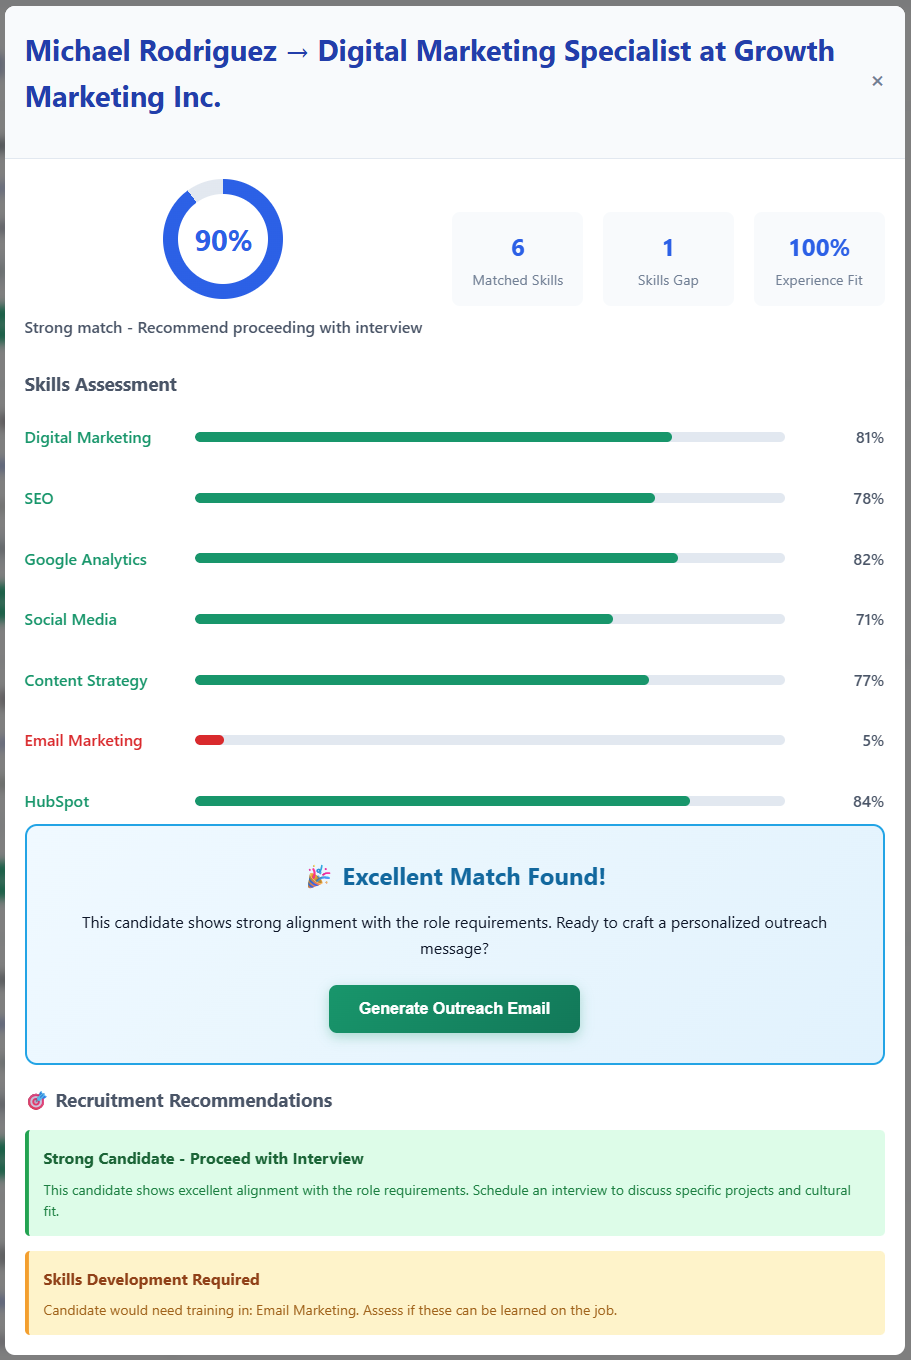 Michael Rodriguez → Digital Marketing Specialist at Growth
Marketing Inc.
×
90%
Strong match - Recommend proceeding with interview
6
Matched Skills
1
Skills Gap
100%
Experience Fit
Skills Assessment
Digital Marketing 81%
SEO 78%
Google Analytics 82%
Social Media 71%
Content Strategy 77%
Email Marketing 5%
HubSpot 84%
🎉 Excellent Match Found!
This candidate shows strong alignment with the role requirements. Ready to craft a personalized outreach
message?
Generate Outreach Email
🎯 Recruitment Recommendations
Strong Candidate - Proceed with Interview
This candidate shows excellent alignment with the role requirements. Schedule an interview to discuss specific projects and cultural
fit.
Skills Development Required
Candidate would need training in: Email Marketing. Assess if these can be learned on the job.